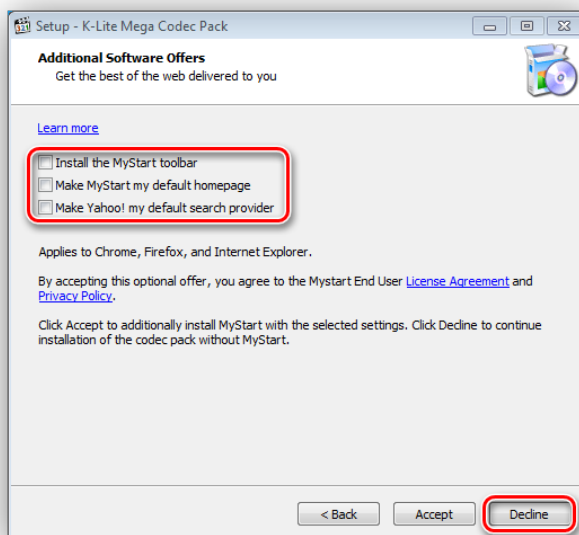 Setup - K-Lite Mega Codec Pack
Additional Software Offers
Get the best of the web delivered to you
Learn more
Install the MyStart toolbar
Make MyStart my default homepage
Make Yahoo! my default search provider
Applies to Chrome, Firefox, and Internet Explorer.
By accepting this optional offer, you agree to the Mystart End User License Agreement and
Privacy Policy.
Click Accept to additionally install MyStart with the selected settings. Click Decline to continue
installation of the codec pack without MyStart.
< Back Accept Decline